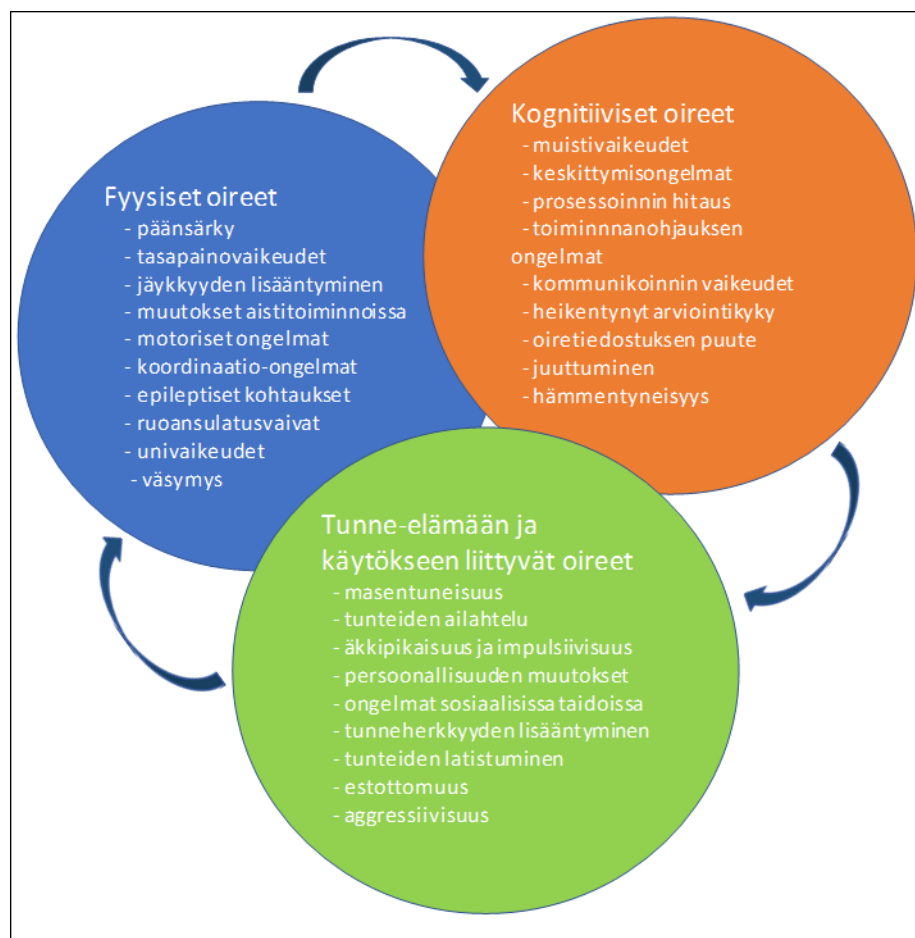 Fyysiset oireet
- päänsärky
- tasapainovaikeudet
- jäykkyyden lisääntyminen
- muutokset aistitoiminnoissa
- motoriset ongelmat
- koordinaatio-ongelmat
- epileptiset kohtaukset
- ruoansulatusvaivat
- univaikeudet
- väsymys
Kognitiiviset oireet
- muistivaikeudet
- keskittymisongelmat
- prosessoinnin hitaus
- toiminnnanohjauksen
ongelmat
- kommunikoinnin vaikeudet
- heikentynyt arviointikyky
- oiretiedostuksen puute
- juuttuminen
- hämmentyneisyys
Tunne-elämään ja
käytökseen liittyvät oireet
- masentuneisuus
- tunteiden ailahtelu
- äkkipikaisuus ja impulsiivisuus
- persoonallisuuden muutokset
- ongelmat sosiaalisissa taidoissa
- tunneherkkyyden lisääntyminen
- tunteiden latistuminen
- estottomuus
- aggressiivisuus